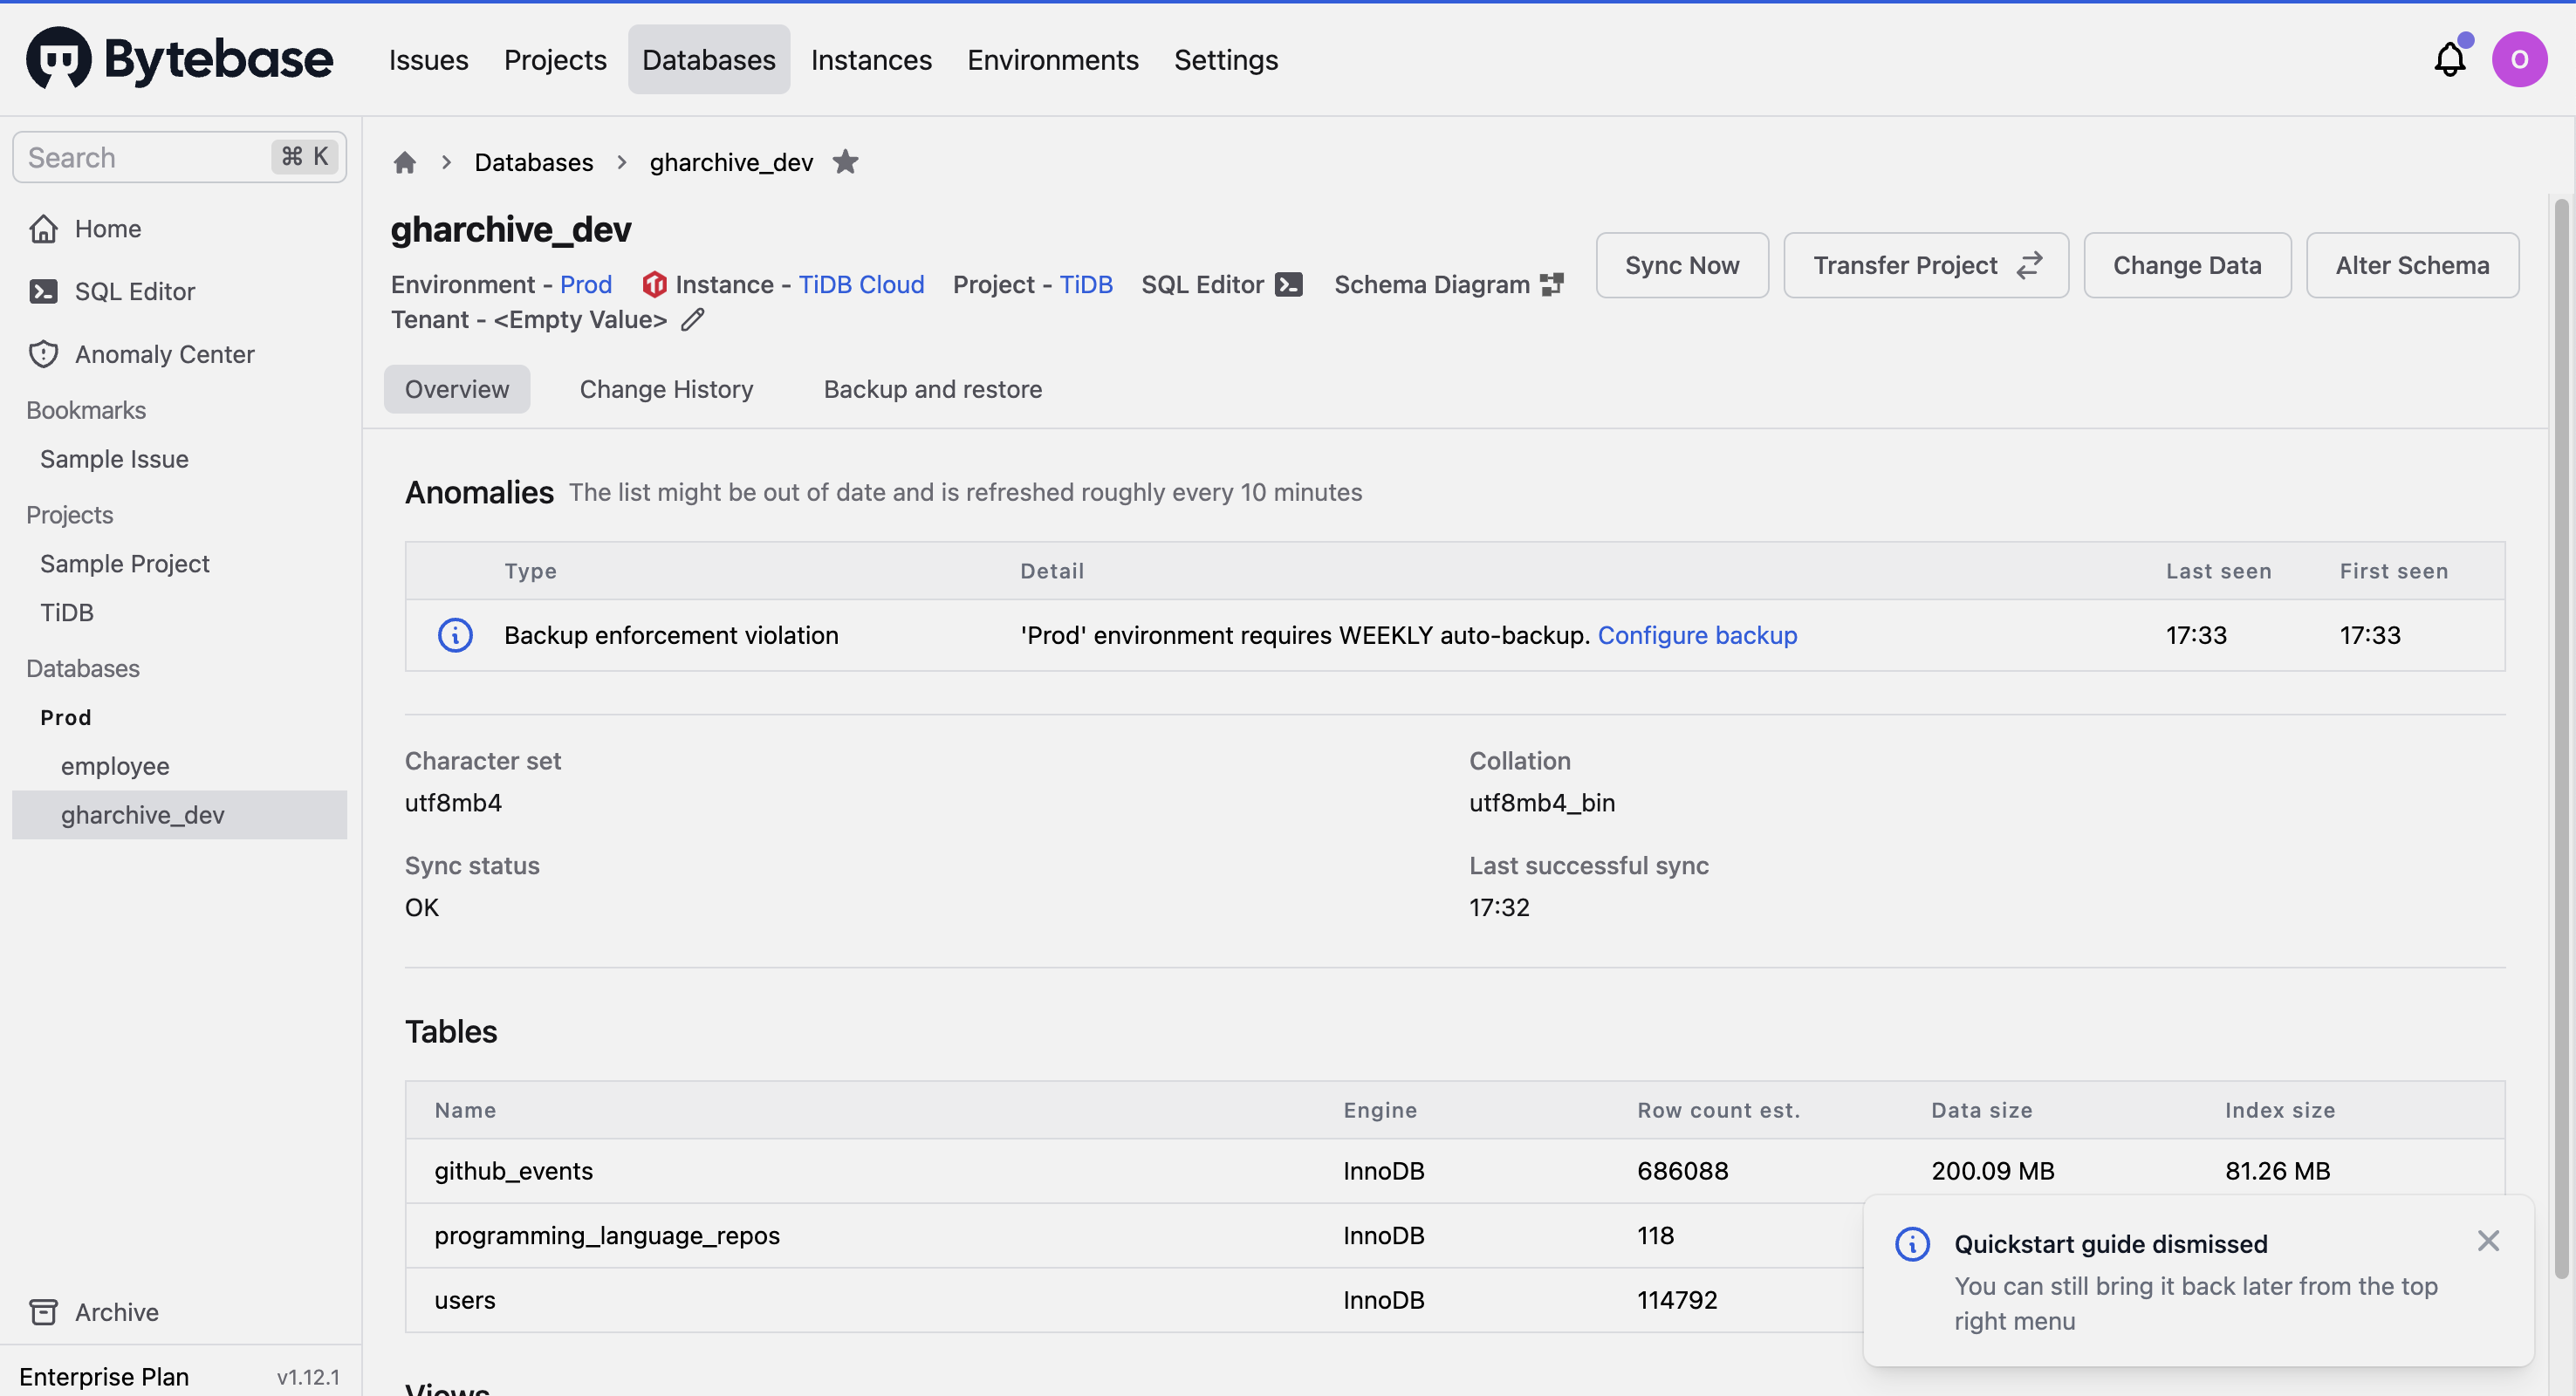 Bytebase
Issues Projects Databases Instances Environments Settings
O
Search ⌘ K
Home
SQL Editor
Anomaly Center
Bookmarks
Sample Issue
Projects
Sample Project
TiDB
Databases
Prod
employee
gharchive_dev
Archive
Enterprise Plan v1.12.1
Databases gharchive_dev
gharchive_dev
Environment - Prod Instance - TiDB Cloud Project - TiDB SQL Editor Schema Diagram
Tenant - <Empty Value>
Sync Now Transfer Project Change Data Alter Schema
Overview Change History Backup and restore
Anomalies The list might be out of date and is refreshed roughly every 10 minutes
Type Detail Last seen First seen
Backup enforcement violation 'Prod' environment requires WEEKLY auto-backup. Configure backup 17:33 17:33
Character set Collation
utf8mb4 utf8mb4_bin
Sync status Last successful sync
OK 17:32
Tables
Name Engine Row count est. Data size Index size
github_events InnoDB 686088 200.09 MB 81.26 MB
programming_language_repos InnoDB 118
users InnoDB 114792
Views
Quickstart guide dismissed
You can still bring it back later from the top
right menu